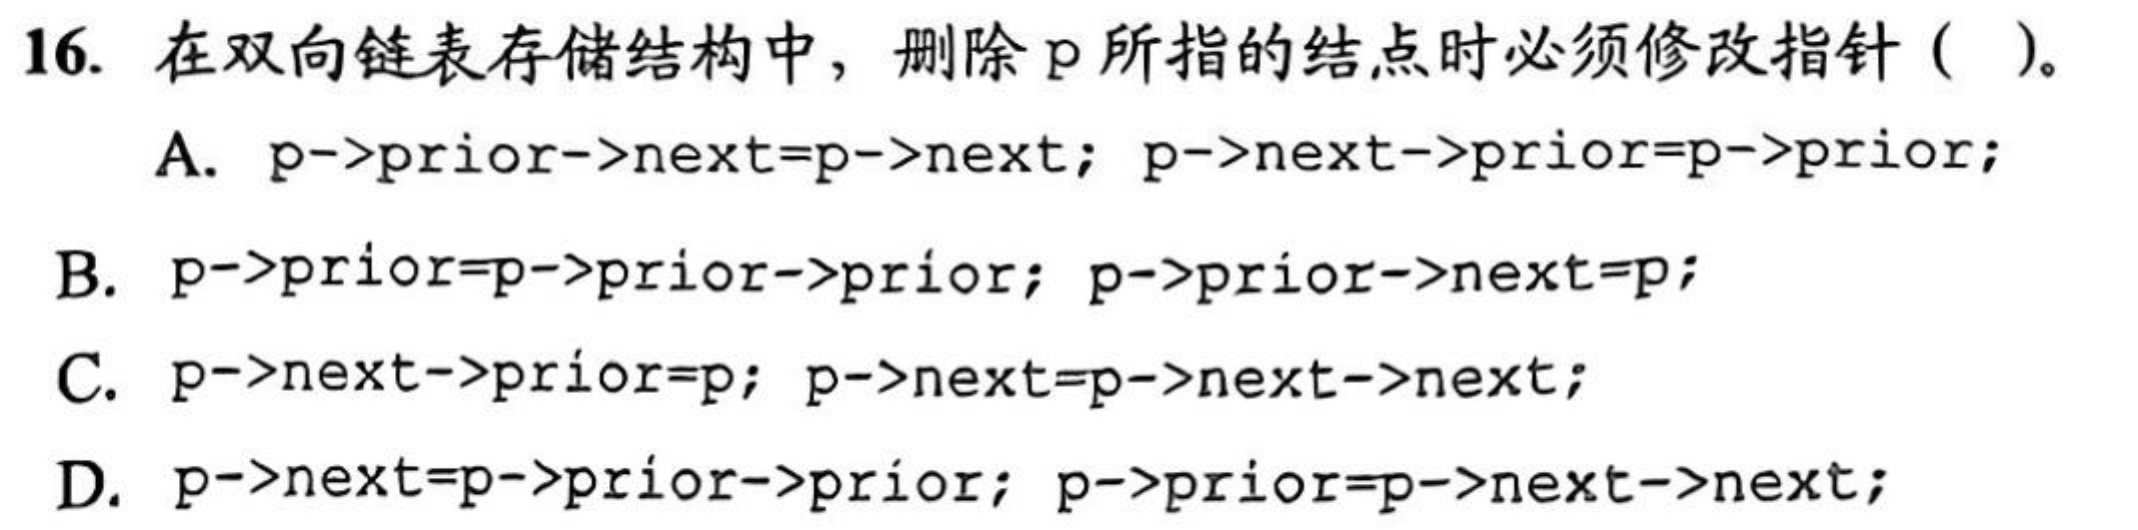 16. 在双向链表存储结构中，删除 p 所指的结点时必须修改指针（ ）。
A. p->prior->next=p->next; p->next->prior=p->prior;
B. p->prior=p->prior->prior; p->prior->next=p;
C. p->next->prior=p; p->next=p->next->next;
D. p->next=p->prior->prior; p->prior=p->next->next;